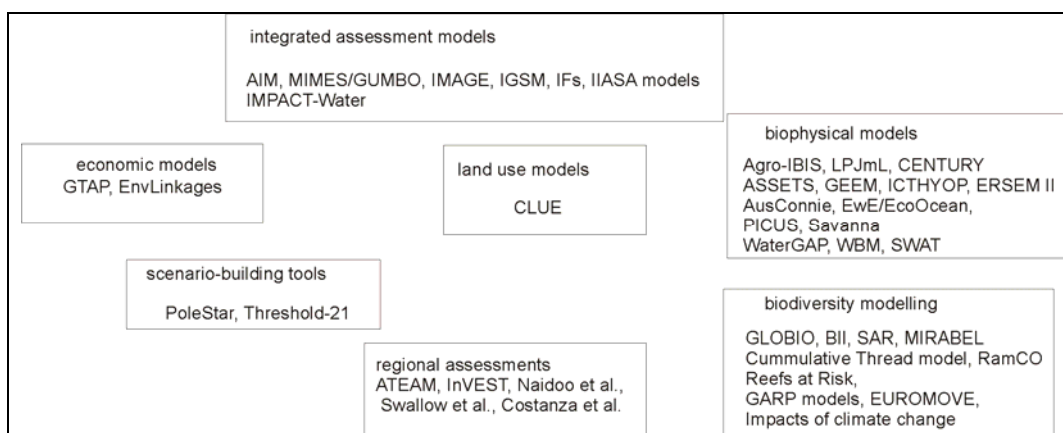 integrated assessment models
AIM, MIMES/GUMBO, IMAGE, IGSM, IFs, IIASA models
IMPACT-Water
economic models
GTAP, EnvLinkages
land use models
CLUE
biophysical models
Agro-IBIS, LPJmL, CENTURY
ASSETS, GEEM, ICTHYOP, ERSEM II
AusConnie, EwE/EcoOcean,
PICUS, Savanna
WaterGAP, WBM, SWAT
scenario-building tools
PoleStar, Threshold-21
biodiversity modelling
GLOBIO, BII, SAR, MIRABEL
Cummulative Thread model, RamCO
Reefs at Risk,
GARP models, EUROMOVE,
Impacts of climate change
regional assessments
ATEAM, InVEST, Naidoo et al.,
Swallow et al., Costanza et al.